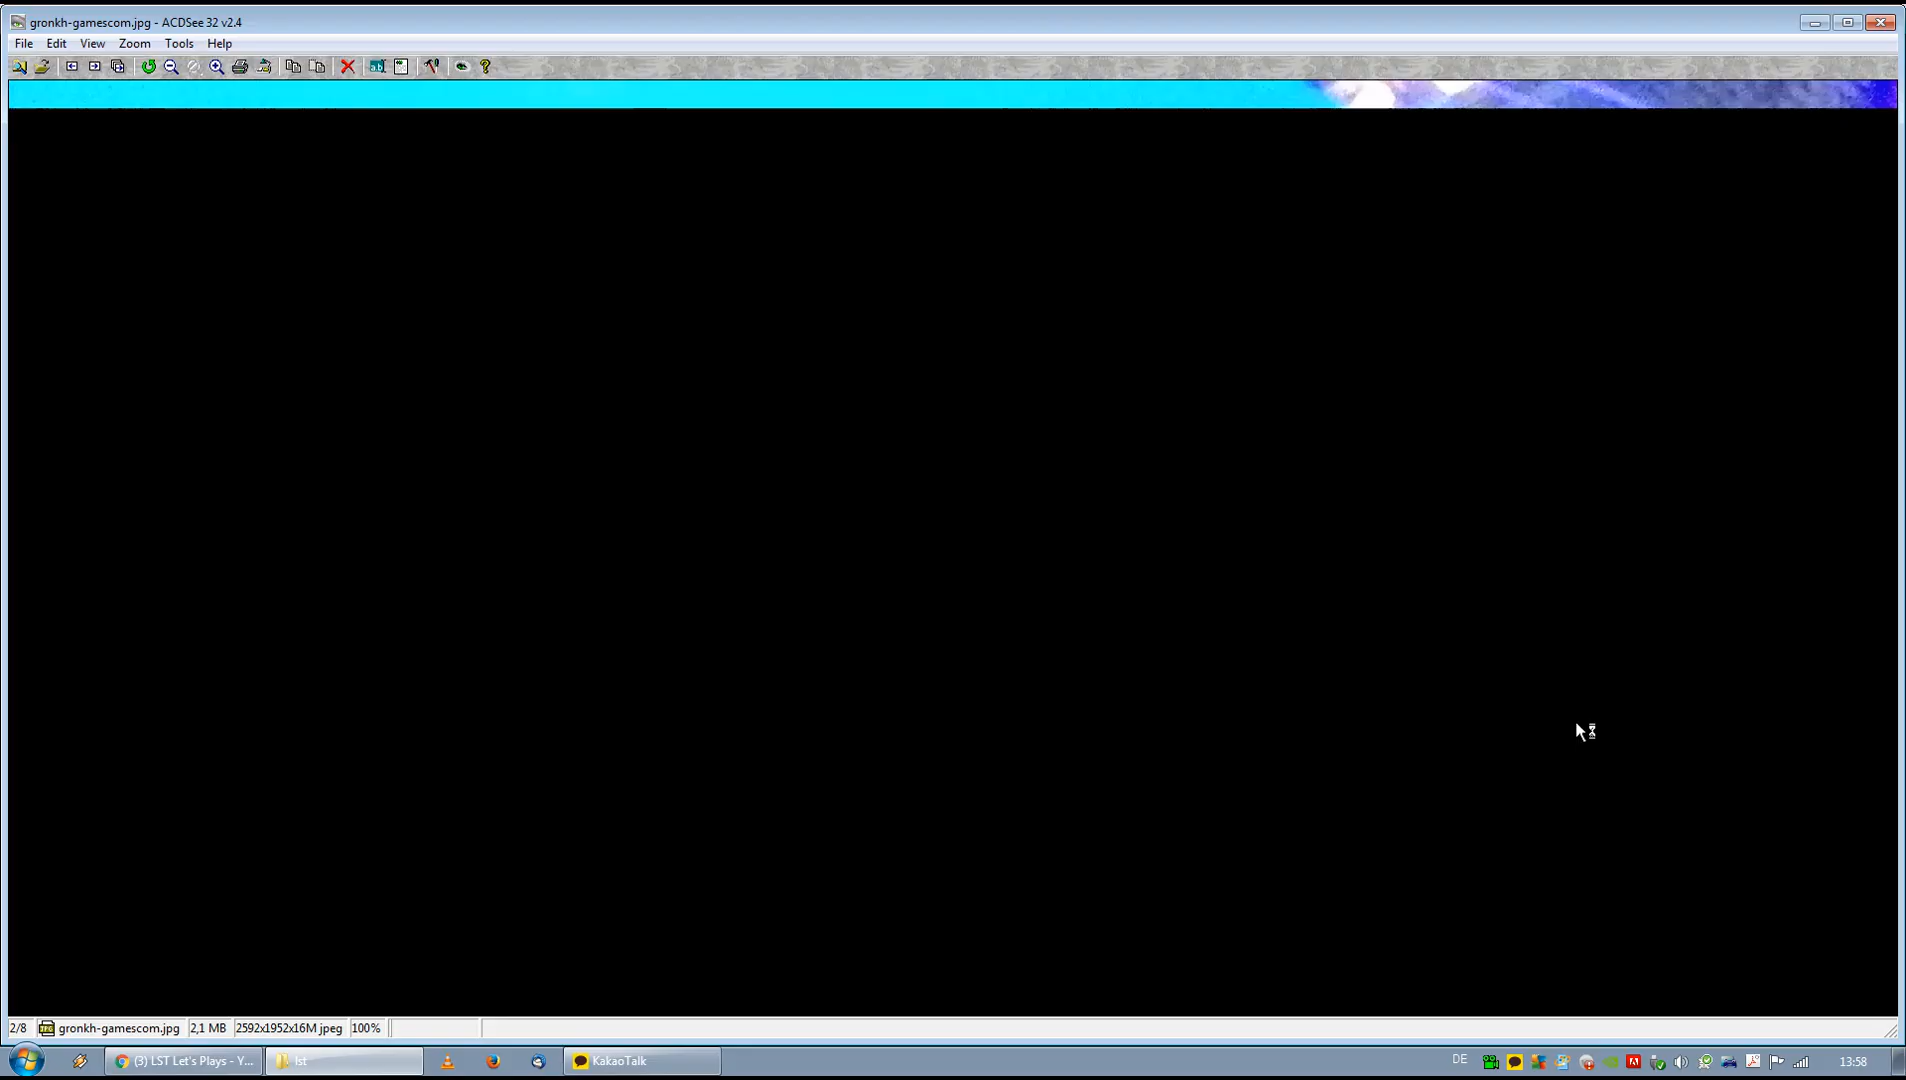 gronkh-gamescom.jpg - ACDSee 32 v2.4
File Edit View Zoom Tools Help
2/8 gronkh-gamescom.jpg 2,1 MB 2592x1952x16M jpeg 100%
(3) LST Let's Plays - Y... lst KakaoTalk DE 13:58